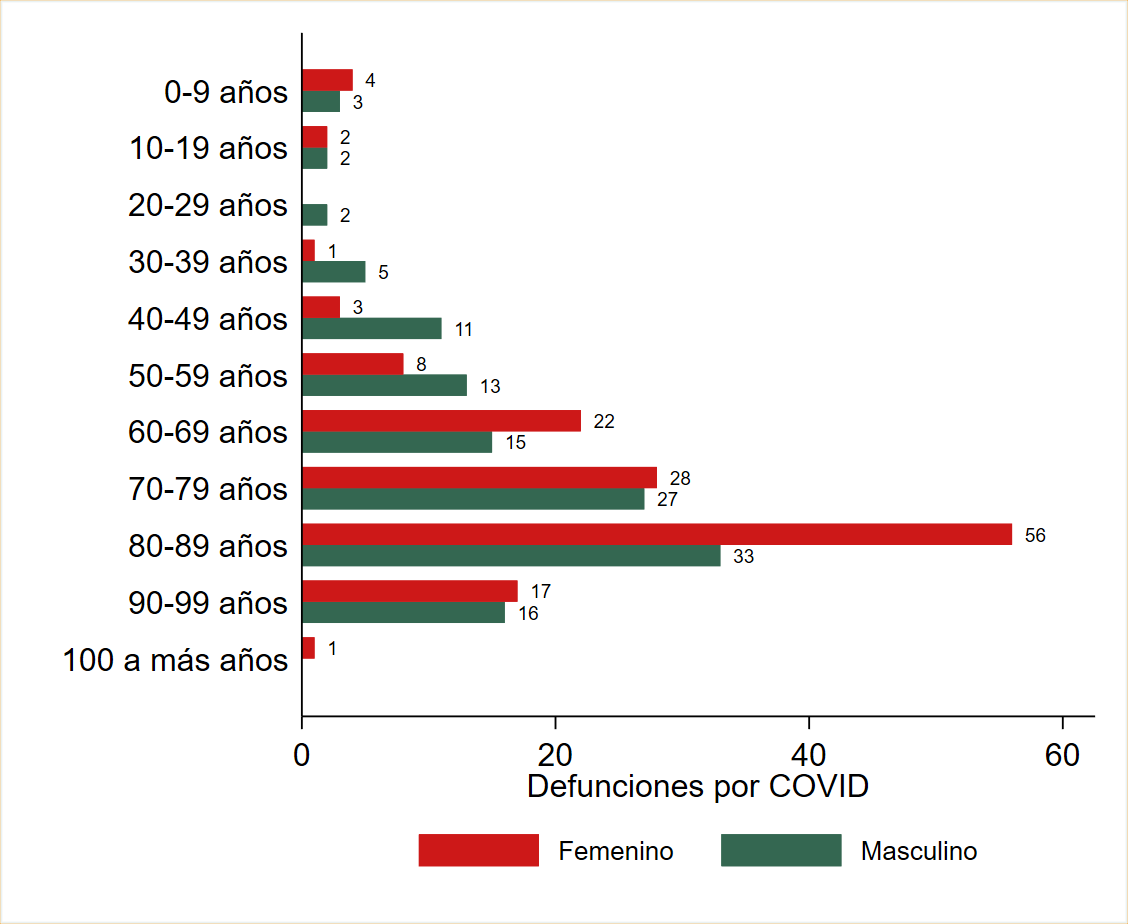 0-9 años
4
3
10-19 años
2
2
20-29 años
2
30-39 años
1
5
40-49 años
3
11
50-59 años
8
13
60-69 años
22
15
70-79 años
28
27
80-89 años
56
33
90-99 años
17
16
100 a más años
1
0 20 40 60
Defunciones por COVID
Femenino Masculino